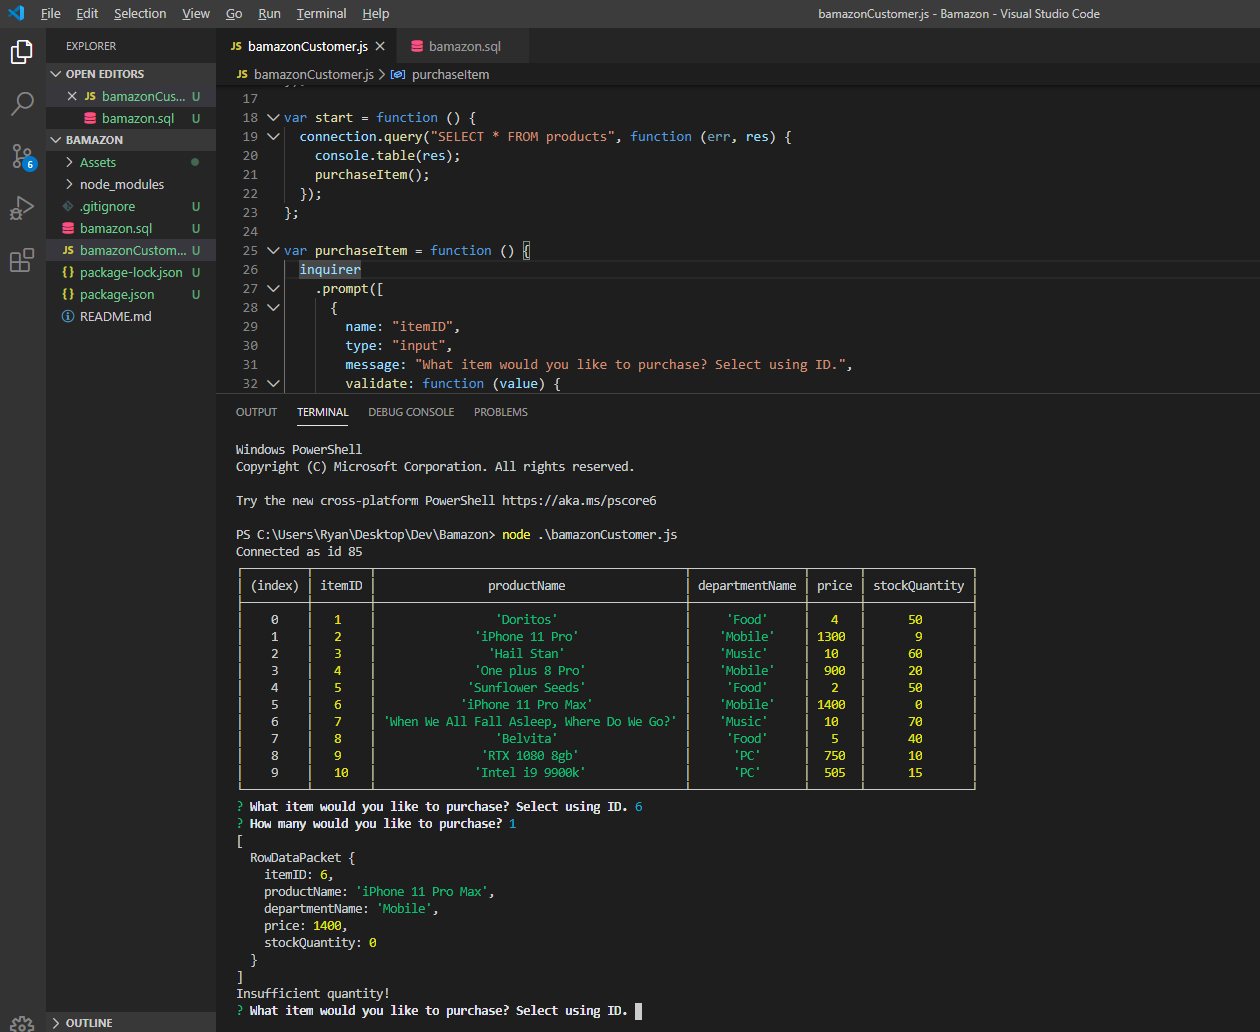 File Edit Selection View Go Run Terminal Help bamazonCustomer.js - Bamazon - Visual Studio Code
EXPLORER
OPEN EDITORS
JS bamazonCus... U
bamazon.sql U
BAMAZON
Assets
node_modules
.gitignore U
bamazon.sql U
JS bamazonCustom... U
{} package-lock.json U
{} package.json U
README.md
6
OUTLINE
JS bamazonCustomer.js bamazon.sql
JS bamazonCustomer.js > purchaseItem
17
18 var start = function () {
19 connection.query("SELECT * FROM products", function (err, res) {
20 console.table(res);
21 purchaseItem();
22 });
23 };
24
25 var purchaseItem = function () {
26 inquirer
27 .prompt([
28 {
29 name: "itemID",
30 type: "input",
31 message: "What item would you like to purchase? Select using ID.",
32 validate: function (value) {
OUTPUT TERMINAL DEBUG CONSOLE PROBLEMS
Windows PowerShell
Copyright (C) Microsoft Corporation. All rights reserved.
Try the new cross-platform PowerShell https://aka.ms/pscore6
PS C:\Users\Ryan\Desktop\Dev\Bamazon> node .\bamazonCustomer.js
Connected as id 85
(index) itemID productName departmentName price stockQuantity
0 1 'Doritos' 'Food' 4 50
1 2 'iPhone 11 Pro' 'Mobile' 1300 9
2 3 'Hail Stan' 'Music' 10 60
3 4 'One plus 8 Pro' 'Mobile' 900 20
4 5 'Sunflower Seeds' 'Food' 2 50
5 6 'iPhone 11 Pro Max' 'Mobile' 1400 0
6 7 'When We All Fall Asleep, Where Do We Go?' 'Music' 10 70
7 8 'Belvita' 'Food' 5 40
8 9 'RTX 1080 8gb' 'PC' 750 10
9 10 'Intel i9 9900k' 'PC' 505 15
? What item would you like to purchase? Select using ID. 6
? How many would you like to purchase? 1
[
RowDataPacket {
itemID: 6,
productName: 'iPhone 11 Pro Max',
departmentName: 'Mobile',
price: 1400,
stockQuantity: 0
}
]
Insufficient quantity!
? What item would you like to purchase? Select using ID.